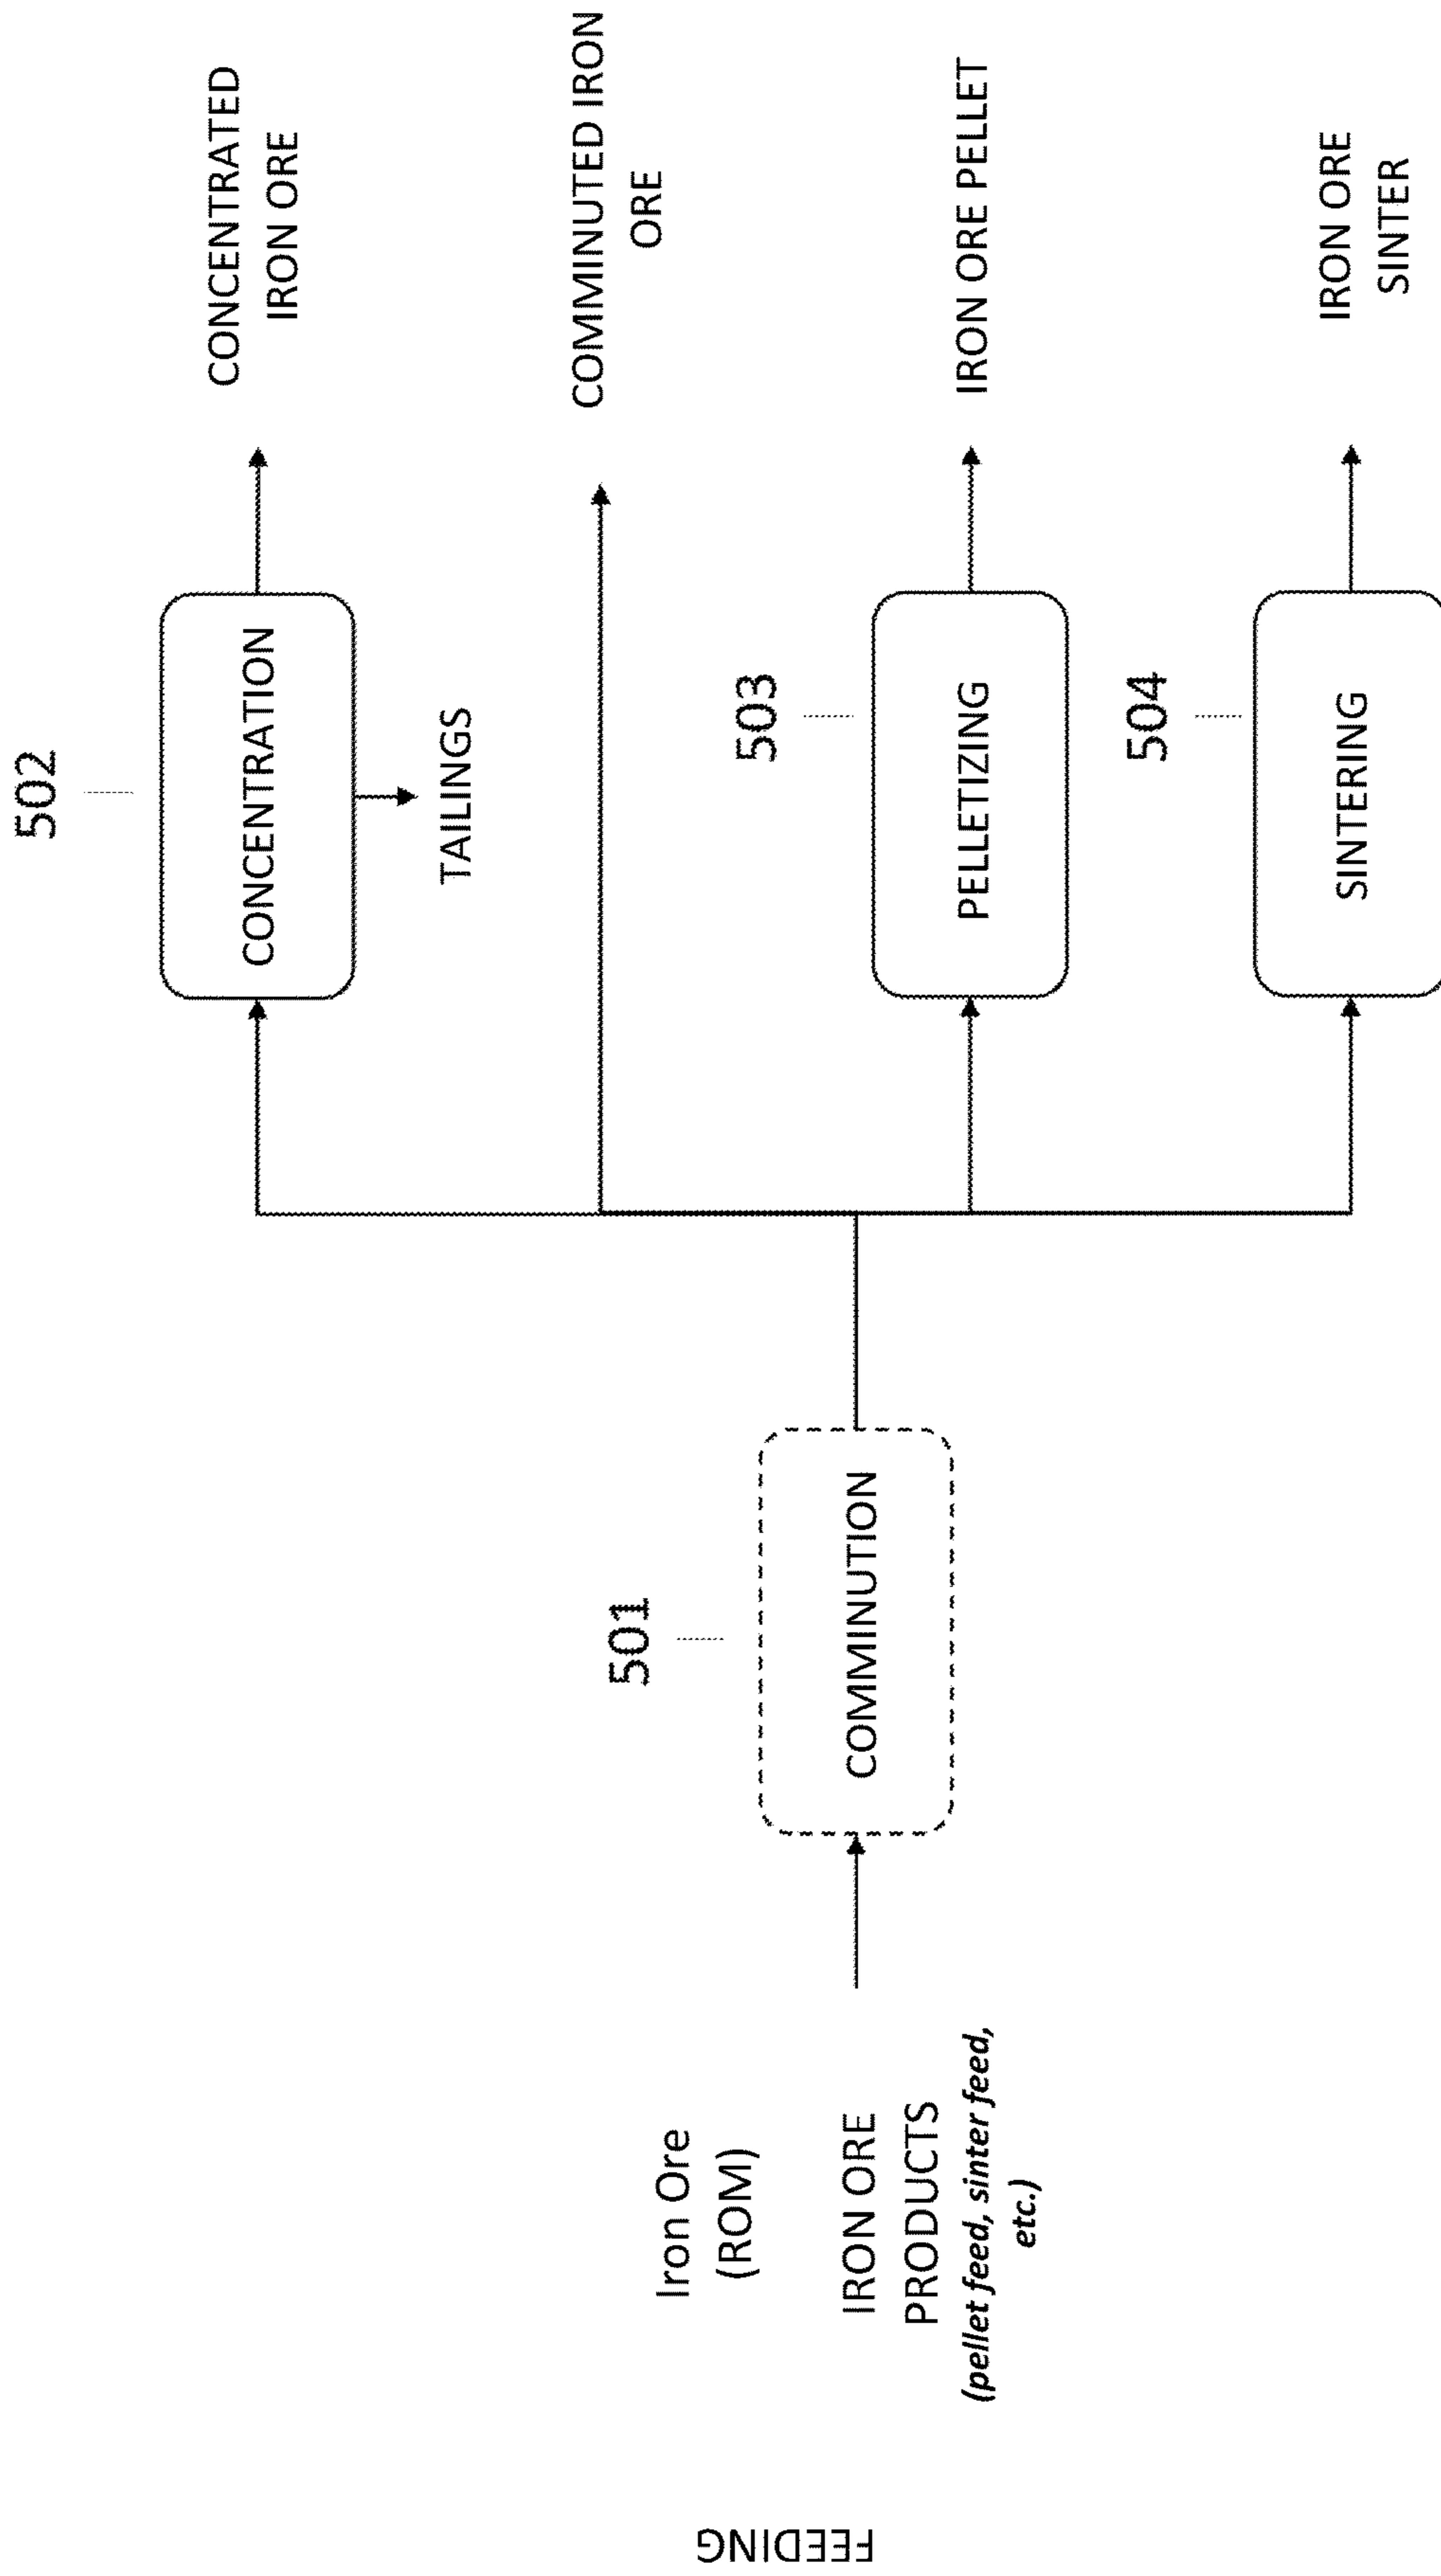 FEEDING
Iron Ore
(ROM)
IRON ORE
PRODUCTS
(pellet feed, sinter feed,
etc.)
501
COMMINUTION
502
CONCENTRATION
TAILINGS
CONCENTRATED
IRON ORE
COMMINUTED IRON
ORE
503
PELLETIZING
IRON ORE PELLET
504
SINTERING
IRON ORE
SINTER